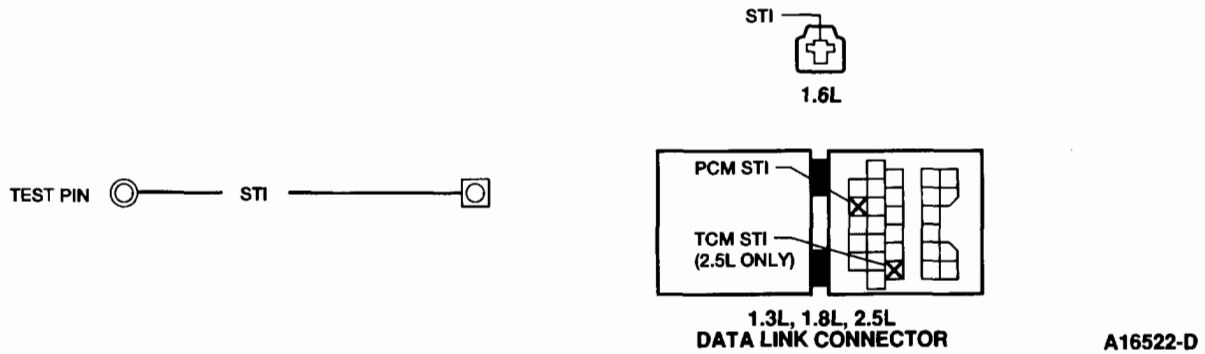 STI
1.6L
TEST PIN
STI
PCM STI
TCM STI
(2.5L ONLY)
1.3L, 1.8L, 2.5L
DATA LINK CONNECTOR
A16522-D